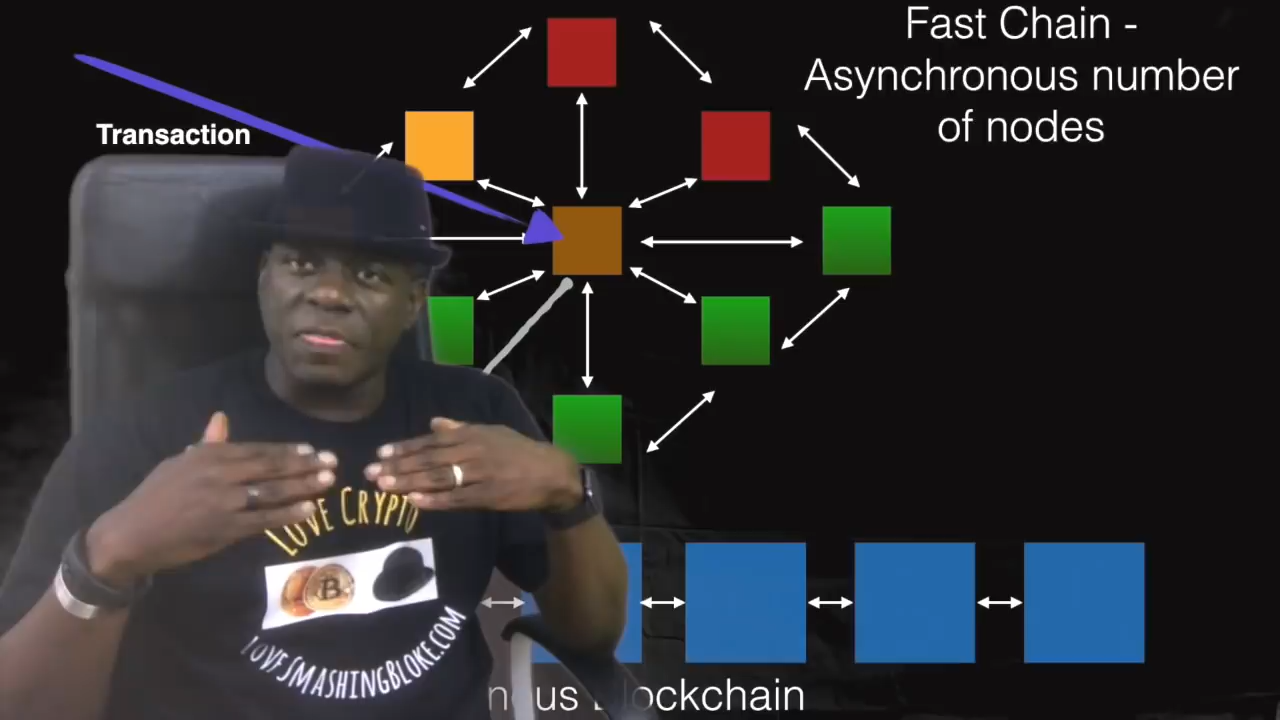 Fast Chain -
Asynchronous number
of nodes
Transaction
LOVE CRYPTO
B
LOVESMASHINGBLOKE.COM